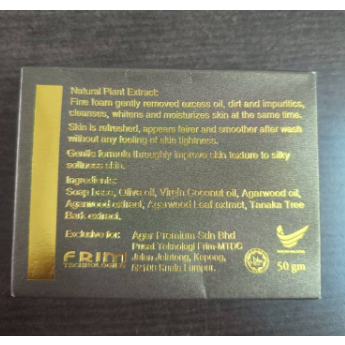 Natural Plant Extract:
Fine foam gently removed excess oil, dirt and impuritics,
cleanses, whitens and moisturizes skin at the same time.
Skin is refreshed, appears fairer and smoother after wash
without any feeling of skin tightness.
Gentle formula throughly improve skin texture to silky
softness skin.
Ingredients:
Soap base, Olive oil, Virgin Coconut oil, Agarwood oil,
Agarwood extract, Agarwood Leaf extract, Tanaka Tree
Bark extract.
Exclusive for: Agar Premium Sdn Bhd
Pusat Teknologi Frim-MTDC
Jalan Jelutong, Kepong,
52109 Kuala Lumpur.
FRIM
TECHNOLOGIES
50 gm